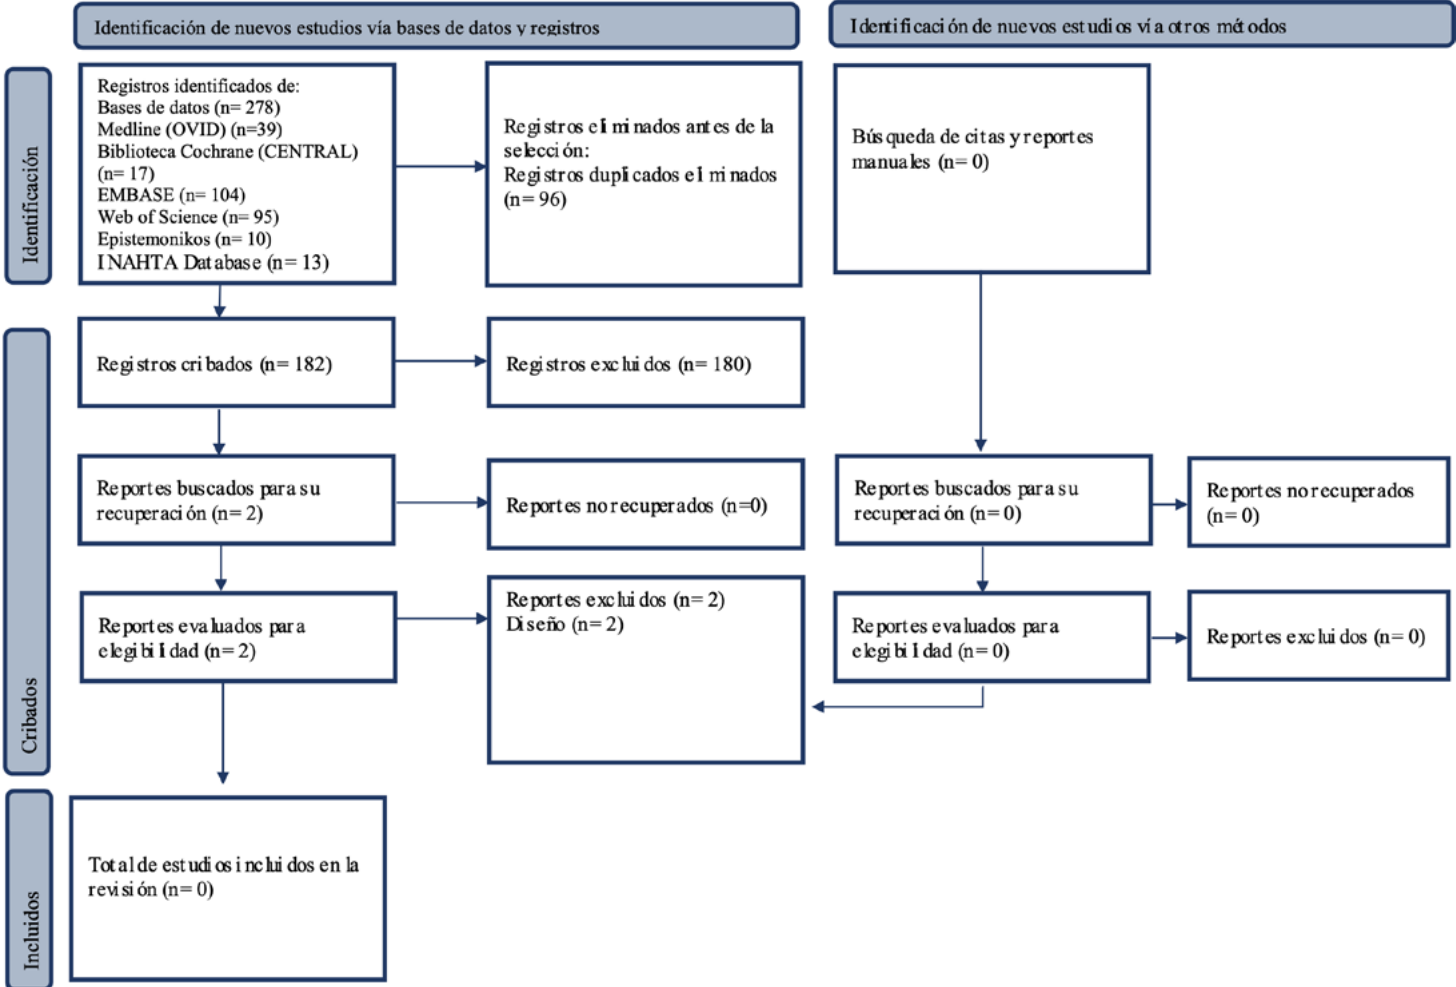 Identificación de nuevos estudios vía bases de datos y registros
Identificación de nuevos estudios vía otros métodos
Identificación
Registros identificados de:
Bases de datos (n= 278)
Medline (OVID) (n=39)
Biblioteca Cochrane (CENTRAL)
(n= 17)
EMBASE (n= 104)
Web of Science (n= 95)
Epistemonikos (n= 10)
INAHTA Database (n= 13)
Registros eliminados antes de la
selección:
Registros duplicados eliminados
(n= 96)
Búsqueda de citas y reportes
manuales (n= 0)
Cribados
Registros cribados (n= 182)
Registros excluidos (n= 180)
Reportes buscados para su
recuperación (n= 2)
Reportes no recuperados (n=0)
Reportes buscados para su
recuperación (n= 0)
Reportes no recuperados
(n= 0)
Reportes evaluados para
elegibilidad (n= 2)
Reportes excluidos (n= 2)
Diseño (n= 2)
Reportes evaluados para
elegibilidad (n= 0)
Reportes excluidos (n= 0)
Incluidos
Total de estudios incluidos en la
revisión (n= 0)